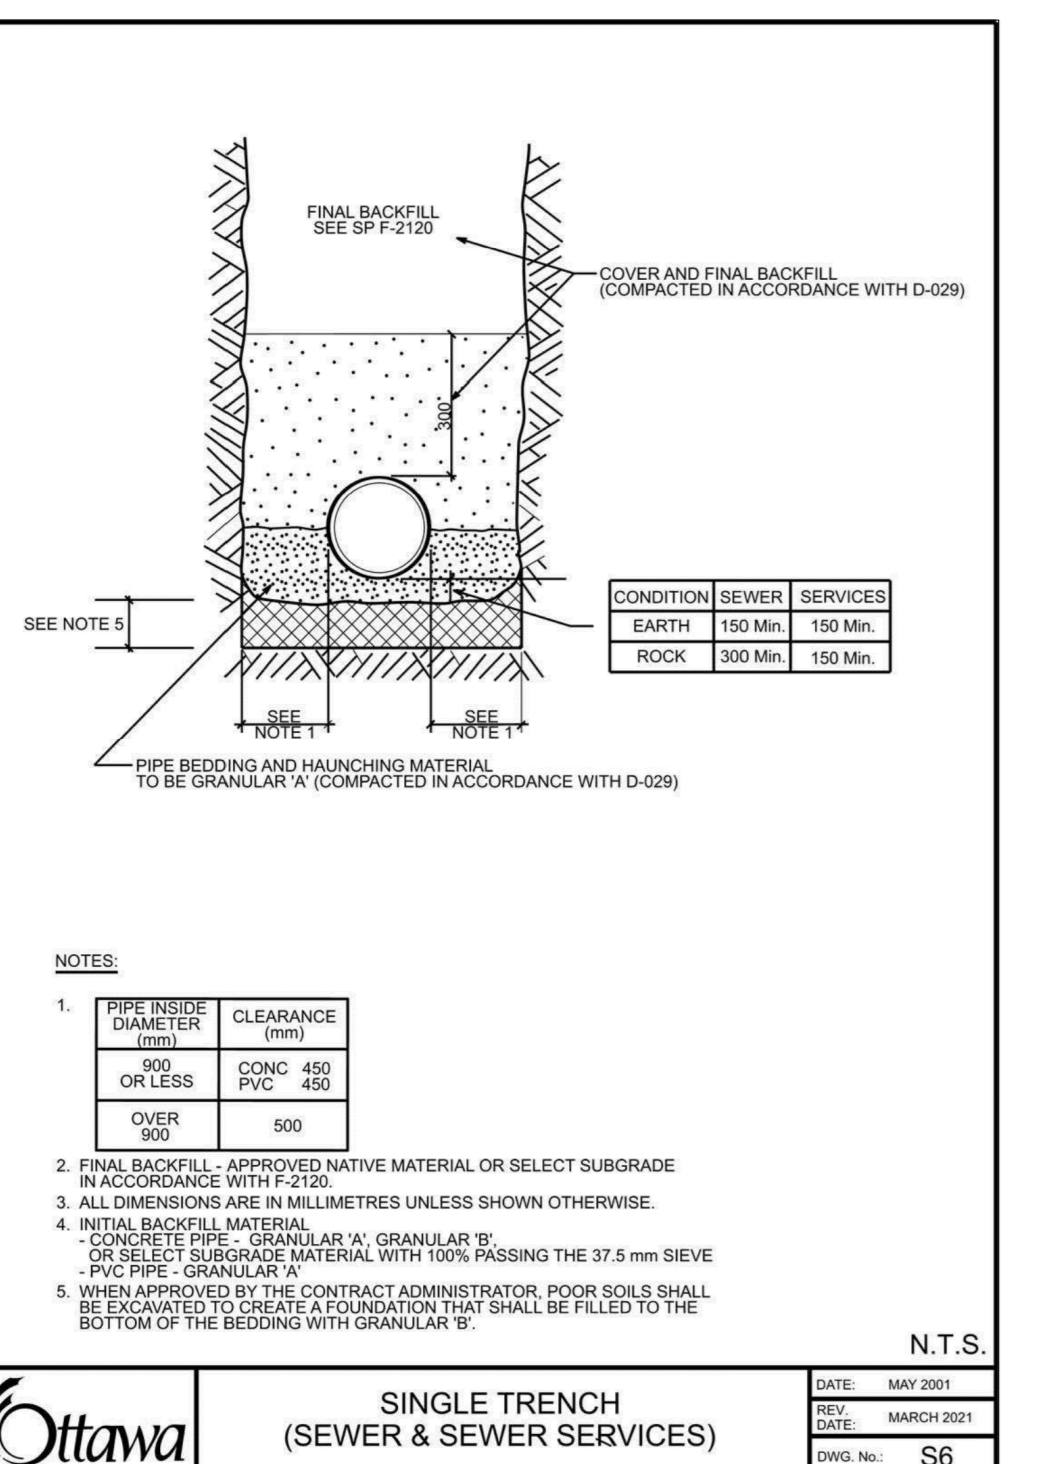 FINAL BACKFILL
SEE SP F-2120
COVER AND FINAL BACKFILL
(COMPACTED IN ACCORDANCE WITH D-029)
300
CONDITION SEWER SERVICES
EARTH 150 Min. 150 Min.
ROCK 300 Min. 150 Min.
SEE NOTE 5
SEE
NOTE 1
SEE
NOTE 1
PIPE BEDDING AND HAUNCHING MATERIAL
TO BE GRANULAR 'A' (COMPACTED IN ACCORDANCE WITH D-029)
NOTES:
1.
PIPE INSIDE
DIAMETER
(mm)
CLEARANCE
(mm)
900
OR LESS
CONC 450
PVC 450
OVER
900
500
2. FINAL BACKFILL - APPROVED NATIVE MATERIAL OR SELECT SUBGRADE
IN ACCORDANCE WITH F-2120.
3. ALL DIMENSIONS ARE IN MILLIMETRES UNLESS SHOWN OTHERWISE.
4. INITIAL BACKFILL MATERIAL
- CONCRETE PIPE - GRANULAR 'A', GRANULAR 'B',
OR SELECT SUBGRADE MATERIAL WITH 100% PASSING THE 37.5 mm SIEVE
- PVC PIPE - GRANULAR 'A'
5. WHEN APPROVED BY THE CONTRACT ADMINISTRATOR, POOR SOILS SHALL
BE EXCAVATED TO CREATE A FOUNDATION THAT SHALL BE FILLED TO THE
BOTTOM OF THE BEDDING WITH GRANULAR 'B'.
N.T.S.
Ottawa
SINGLE TRENCH
(SEWER & SEWER SERVICES)
DATE: MAY 2001
REV.
DATE: MARCH 2021
DWG. No.: S6